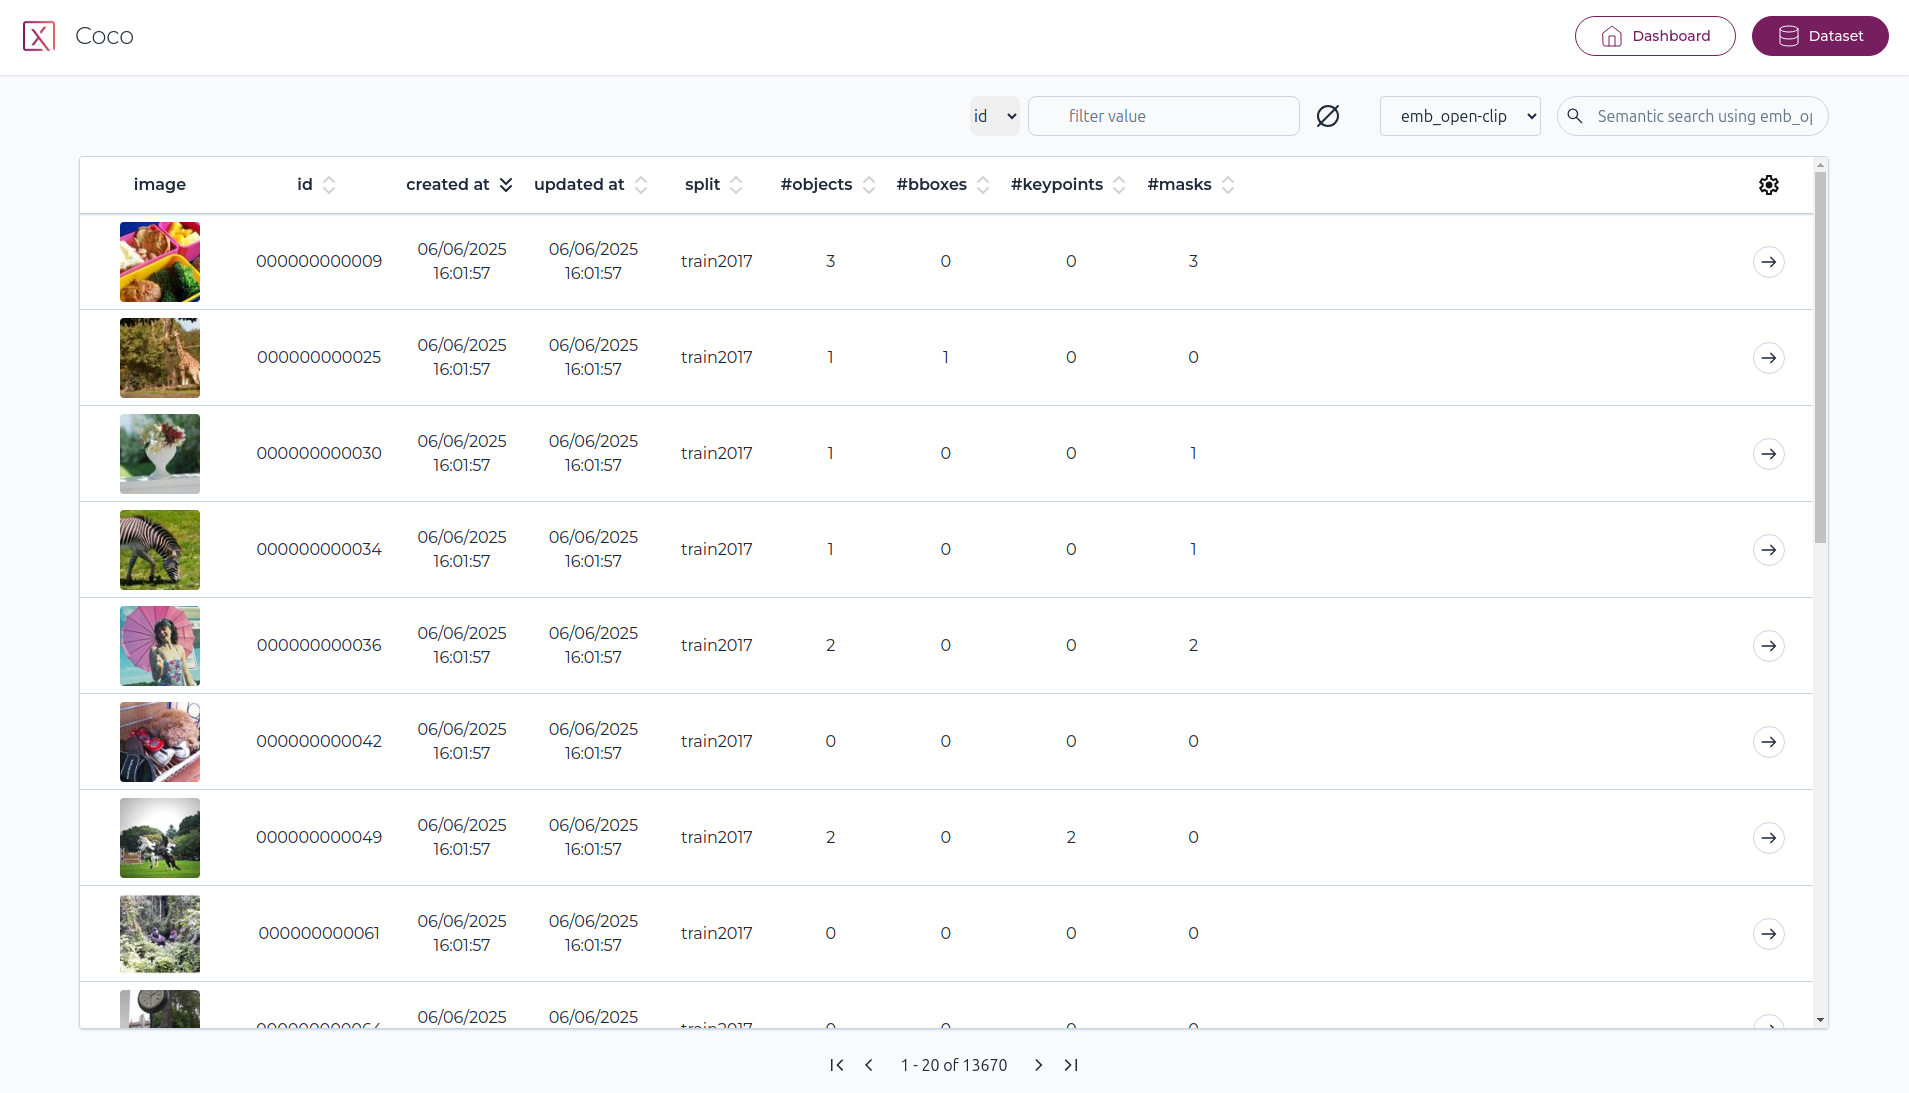 Coco
Dashboard
Dataset
id
filter value
emb_open-clip
Semantic search using emb_op
image id created at updated at split #objects #bboxes #keypoints #masks
000000000009 06/06/2025 16:01:57 06/06/2025 16:01:57 train2017 3 0 0 3
000000000025 06/06/2025 16:01:57 06/06/2025 16:01:57 train2017 1 1 0 0
000000000030 06/06/2025 16:01:57 06/06/2025 16:01:57 train2017 1 0 0 1
000000000034 06/06/2025 16:01:57 06/06/2025 16:01:57 train2017 1 0 0 1
000000000036 06/06/2025 16:01:57 06/06/2025 16:01:57 train2017 2 0 0 2
000000000042 06/06/2025 16:01:57 06/06/2025 16:01:57 train2017 0 0 0 0
000000000049 06/06/2025 16:01:57 06/06/2025 16:01:57 train2017 2 0 2 0
000000000061 06/06/2025 16:01:57 06/06/2025 16:01:57 train2017 0 0 0 0
000000000064 06/06/2025 06/06/2025 train2017 0 0 0 0
1 - 20 of 13670